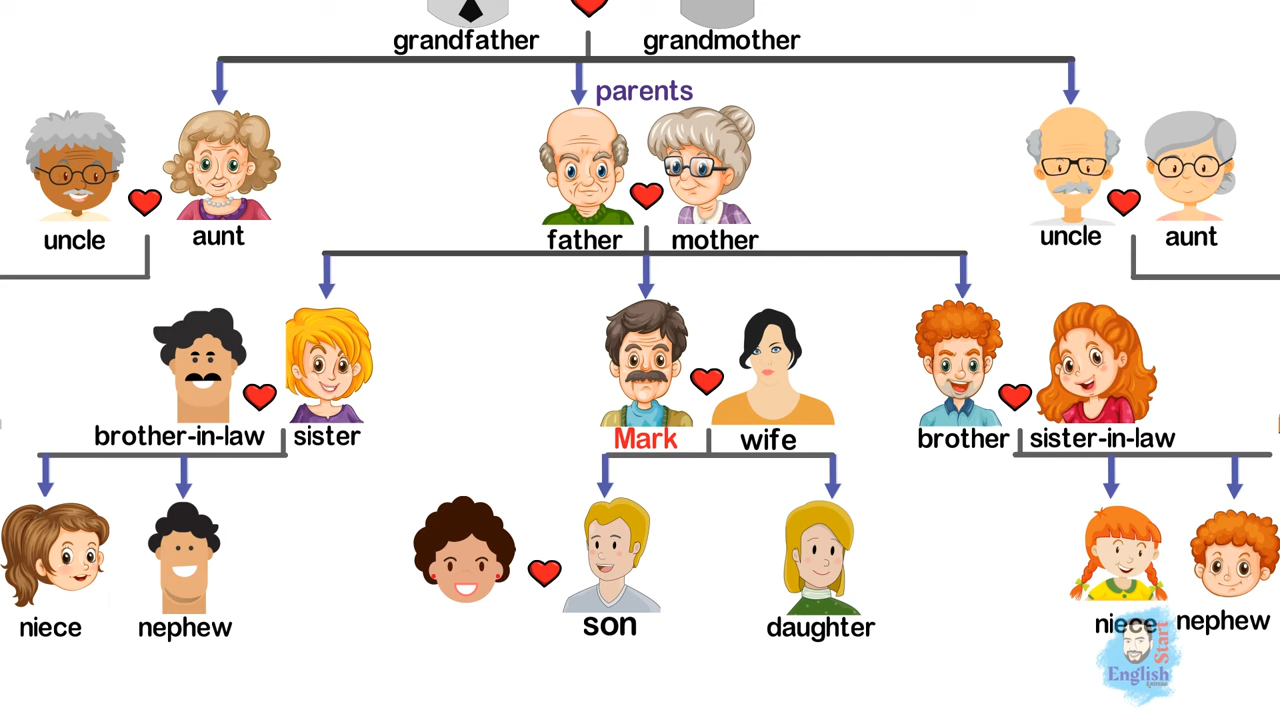 grandfather
grandmother
parents
uncle
aunt
father
mother
uncle
aunt
brother-in-law
sister
Mark
wife
brother
sister-in-law
niece
nephew
son
daughter
niece
nephew
Start
English